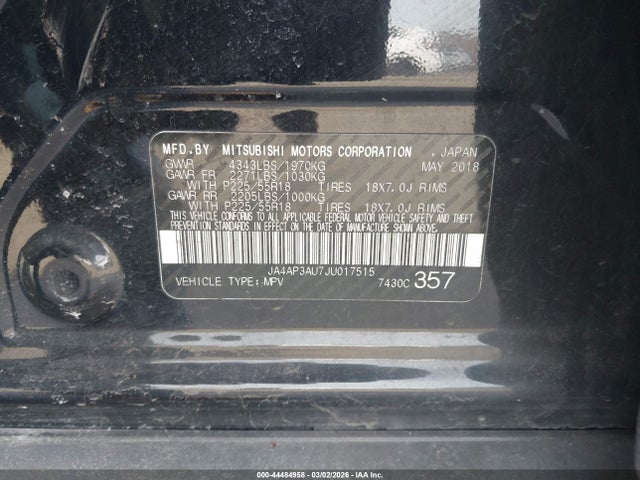 MFD.BY MITSUBISHI MOTORS CORPORATION , JAPAN
GVWR 4343LBS/1970KG MAY 2018
GAWR FR 2271LBS/1030KG
WITH P225/55R18 TIRES 18X7.0J RIMS
GAWR RR 2205LBS/1000KG
WITH P225/55R18 TIRES 18X7.0J RIMS
THIS VEHICLE CONFORMS TO ALL APPLICABLE FEDERAL MOTOR VEHICLE SAFETY AND THEFT
PREVENTION STANDARDS IN EFFECT ON THE DATE OF MANUFACTURE SHOWN ABOVE.
JA4AP3AU7JU017515
VEHICLE TYPE:MPV 7430C 357
000-44484958 - 03/02/2026 - IAA Inc. (C) Copyright